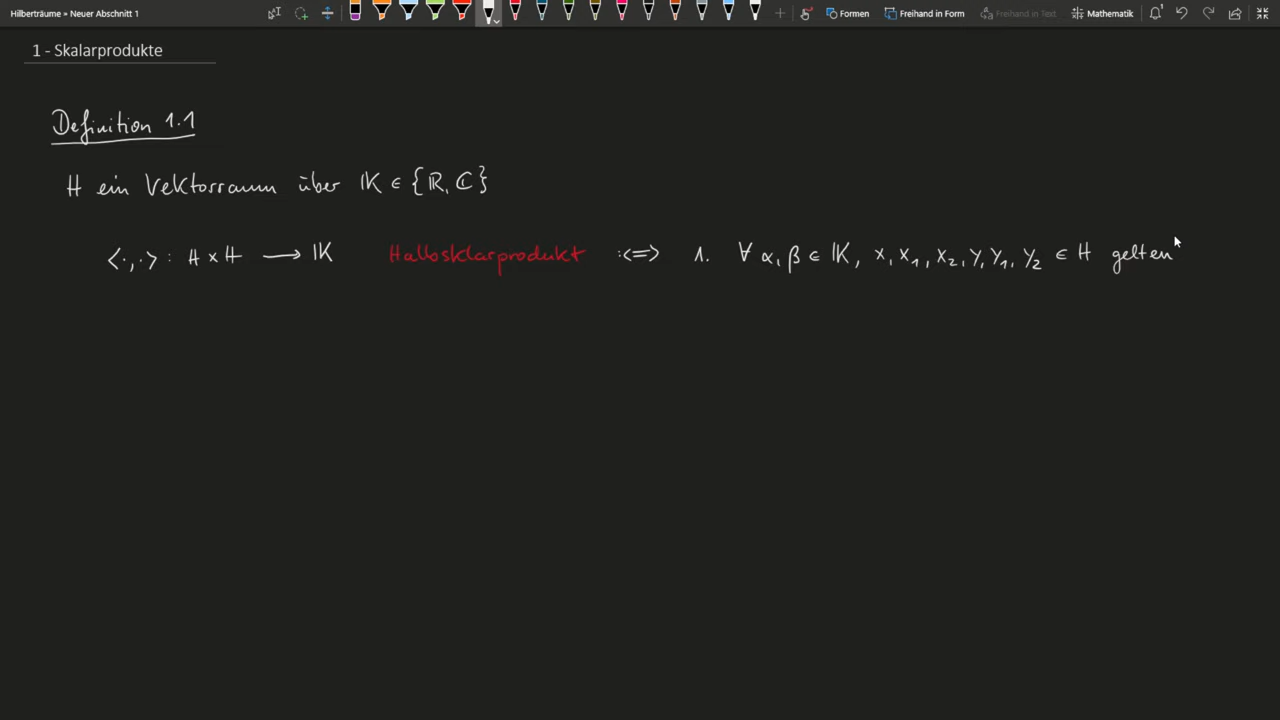 Hilberträume » Neuer Abschnitt 1
Formen Freihand in Form Freihand in Text Mathematik
1 - Skalarprodukte
Definition 1.1
H ein Vektorraum über 𝕂 ∈ {ℝ, ℂ}
<·,·> : H × H ⟶ 𝕂 Halbsklarprodukt :<=> 1. ∀ α, β ∈ 𝕂, x, x₁, x₂, y, y₁, y₂ ∈ H gelten